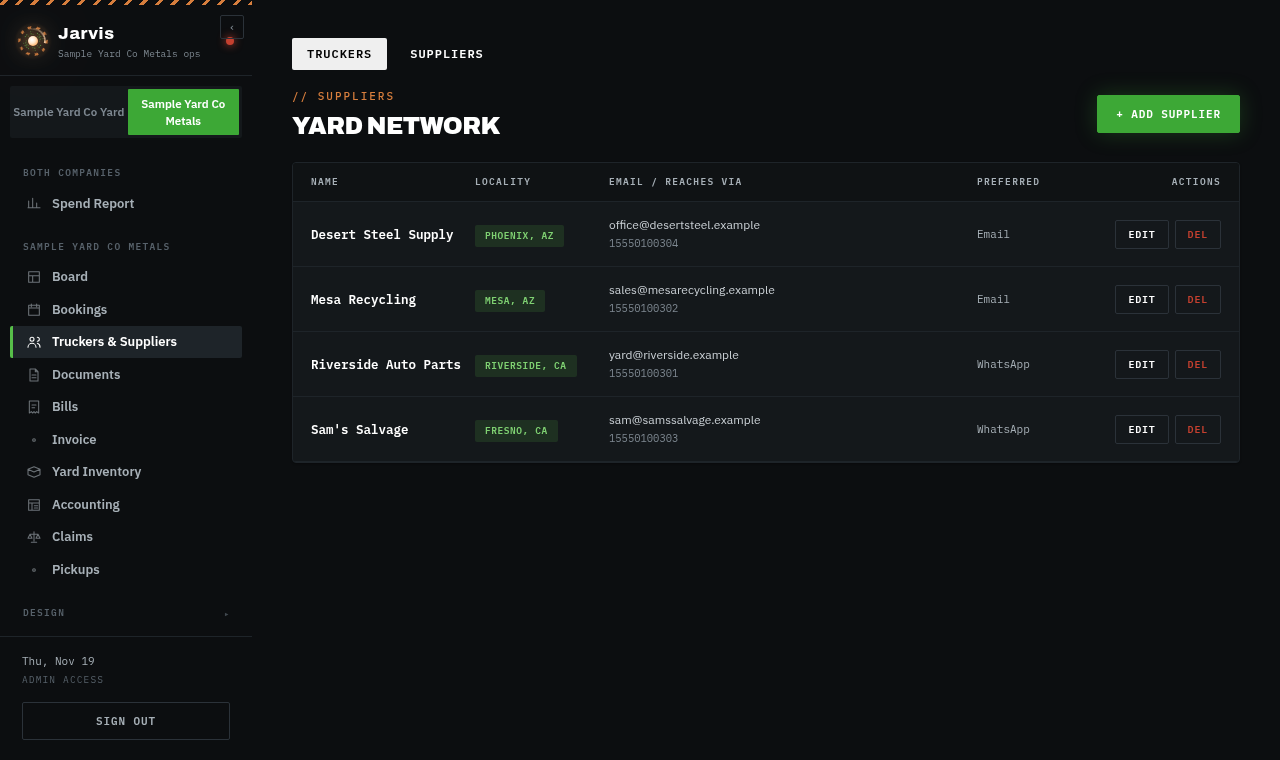 Jarvis
Sample Yard Co Metals ops
‹
Sample Yard Co Yard
Sample Yard Co Metals
BOTH COMPANIES
Spend Report
SAMPLE YARD CO METALS
Board
Bookings
Truckers & Suppliers
Documents
Bills
Invoice
Yard Inventory
Accounting
Claims
Pickups
DESIGN
Thu, Nov 19
ADMIN ACCESS
SIGN OUT
TRUCKERS SUPPLIERS
// SUPPLIERS
YARD NETWORK
+ ADD SUPPLIER
NAME LOCALITY EMAIL / REACHES VIA PREFERRED ACTIONS
Desert Steel Supply PHOENIX, AZ office@desertsteel.example 15550100304 Email EDIT DEL
Mesa Recycling MESA, AZ sales@mesarecycling.example 15550100302 Email EDIT DEL
Riverside Auto Parts RIVERSIDE, CA yard@riverside.example 15550100301 WhatsApp EDIT DEL
Sam's Salvage FRESNO, CA sam@samssalvage.example 15550100303 WhatsApp EDIT DEL